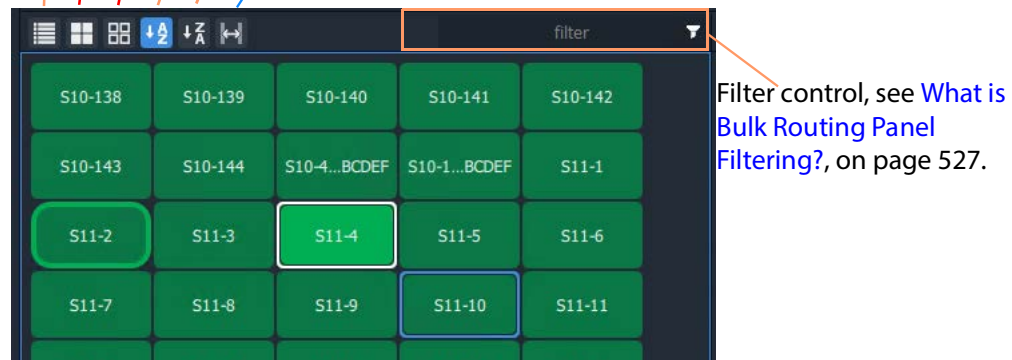 filter
S10-138 S10-139 S10-140 S10-141 S10-142
S10-143 S10-144 S10-4...BCDEF S10-1...BCDEF S11-1
S11-2 S11-3 S11-4 S11-5 S11-6
S11-7 S11-8 S11-9 S11-10 S11-11
Filter control, see What is
Bulk Routing Panel
Filtering?, on page 527.